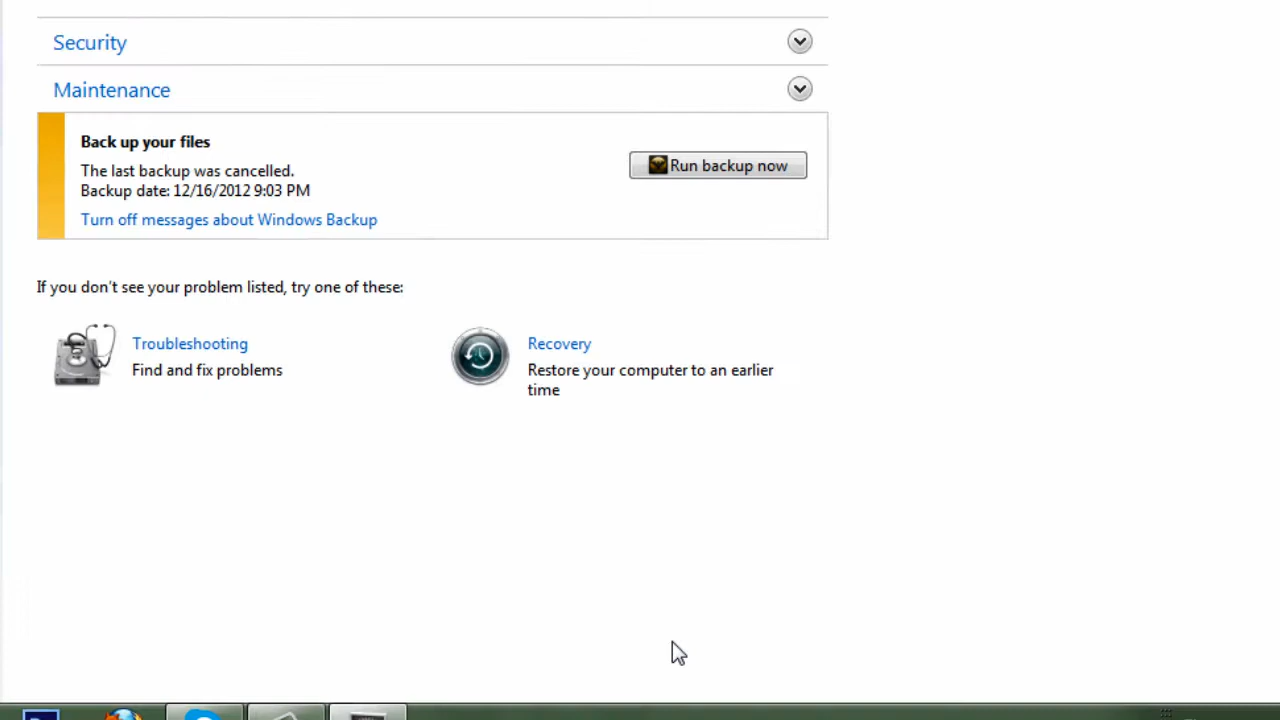 Security
Maintenance
Back up your files
The last backup was cancelled.
Run backup now
Backup date: 12/16/2012 9:03 PM
Turn off messages about Windows Backup
If you don't see your problem listed, try one of these:
Troubleshooting
Find and fix problems
Recovery
Restore your computer to an earlier
time